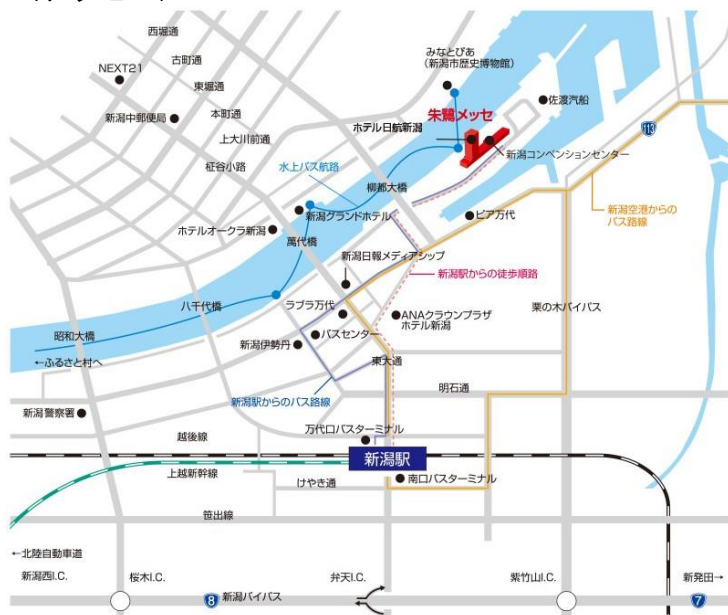 西堀通
古町通
NEXT21
東堀通
新潟中郵便局
本町通
上大川前通
柾谷小路
水上バス航路
みなとぴあ
(新潟市歴史博物館)
佐渡汽船
朱鷺メッセ
ホテル日航新潟
113
新潟コンベンションセンター
柳都大橋
新潟グランドホテル
ピア万代
新潟空港からの
バス路線
ホテルオークラ新潟
萬代橋
新潟日報メディアシップ
新潟駅からの徒歩順路
八千代橋
ラブラ万代
ANAクラウンプラザ
ホテル新潟
栗の木バイパス
昭和大橋
バスセンター
新潟伊勢丹
←ふるさと村へ
東大通
明石通
新潟駅からのバス路線
新潟警察署
万代口バスターミナル
越後線
新潟駅
上越新幹線
けやき通
南口バスターミナル
笹出線
←北陸自動車道
新潟西I.C.
桜木I.C.
弁天I.C.
紫竹山I.C.
新発田→
8
新潟バイパス
7